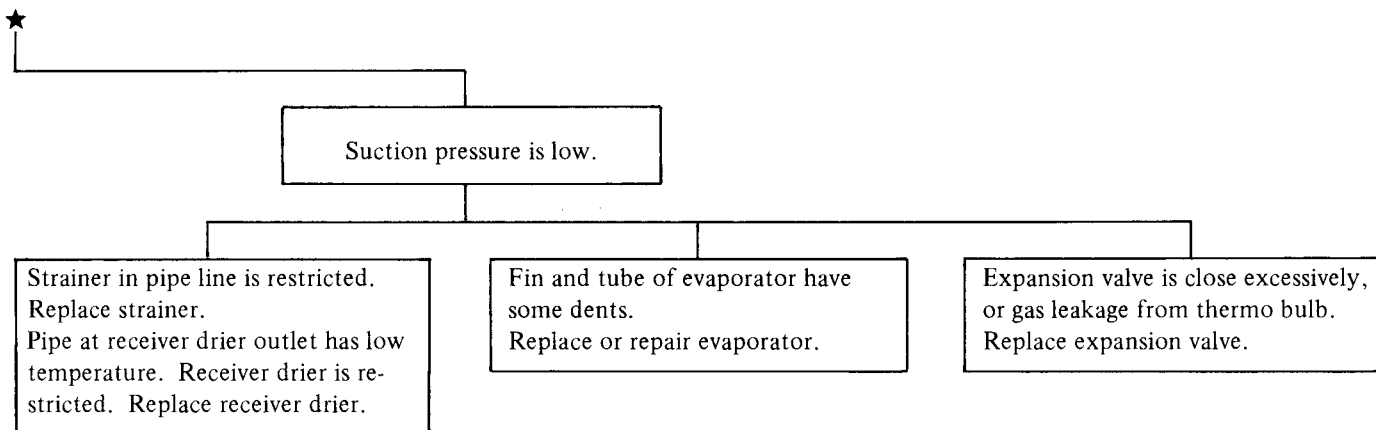 ★
Suction pressure is low.
Strainer in pipe line is restricted.
Replace strainer.
Pipe at receiver drier outlet has low
temperature. Receiver drier is re-
stricted. Replace receiver drier.
Fin and tube of evaporator have
some dents.
Replace or repair evaporator.
Expansion valve is close excessively,
or gas leakage from thermo bulb.
Replace expansion valve.